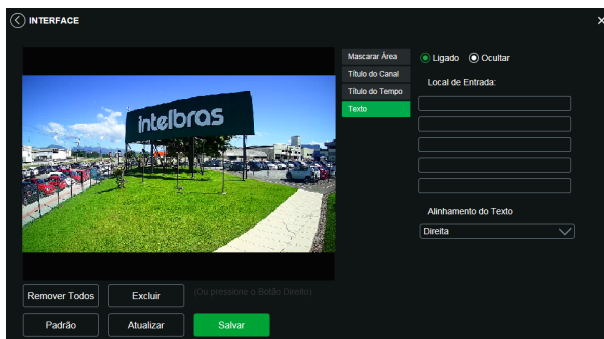 INTERFACE
intelbras
Mascarar Área
Título do Canal
Título do Tempo
Texto
Ligado
Ocultar
Local de Entrada:
Alinhamento do Texto
Direita
Remover Todos
Excluir
(Ou pressione o Botão Direito)
Padrão
Atualizar
Salvar